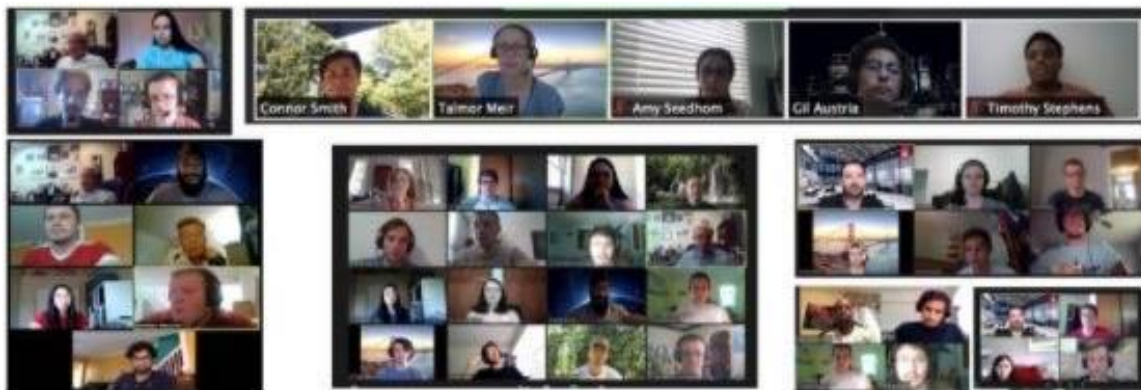 Connor Smith
Talmor Meir
Amy Seedhom
Gil Austria
Timothy Stephens